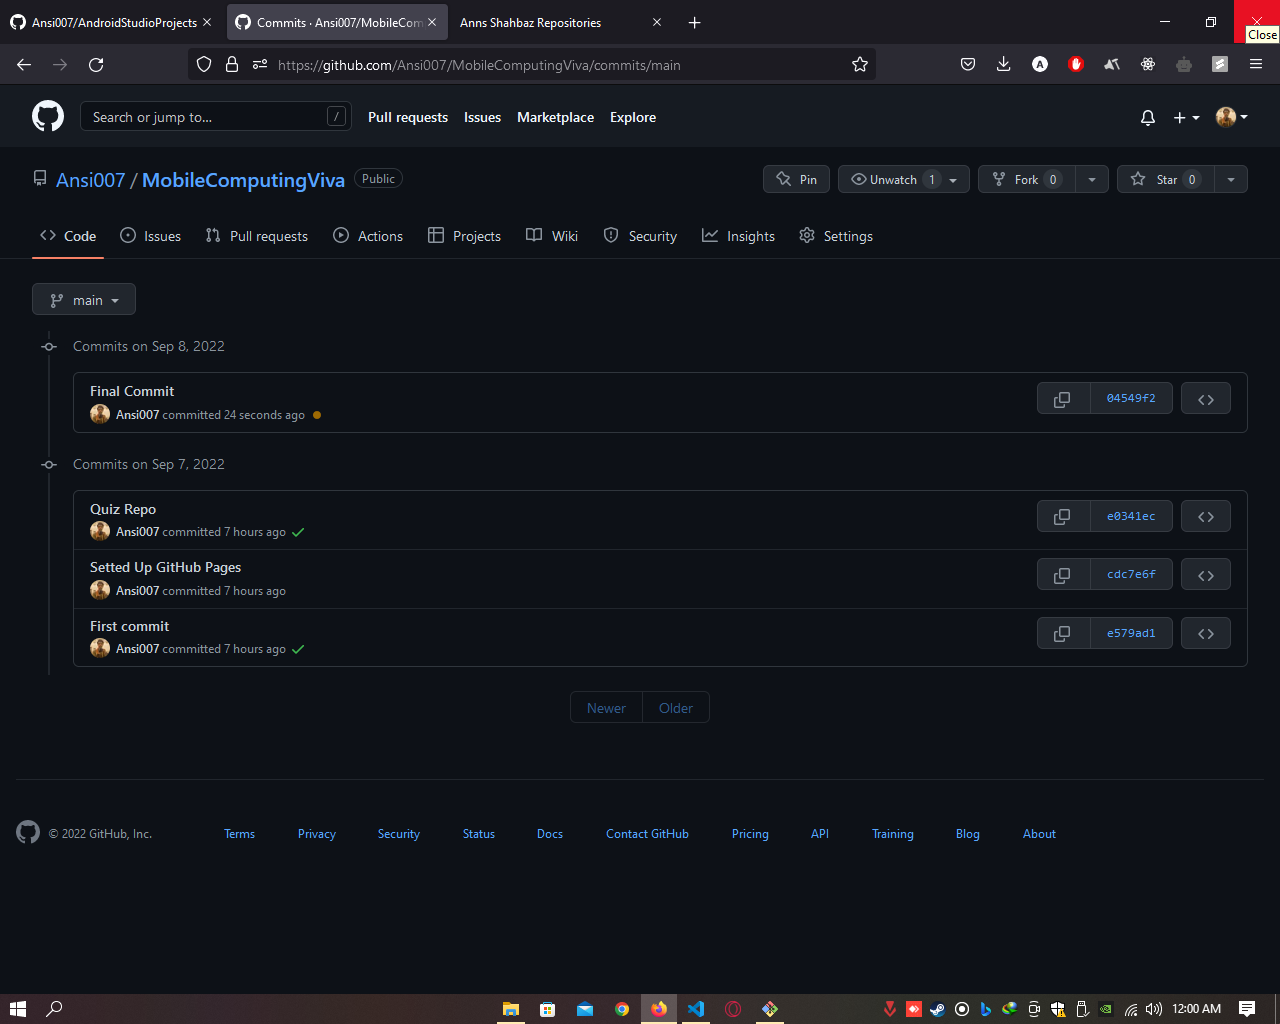 Ansi007/AndroidStudioProjects
Commits · Ansi007/MobileCom
Anns Shahbaz Repositories
Close
https://github.com/Ansi007/MobileComputingViva/commits/main
Search or jump to...
/
Pull requests
Issues
Marketplace
Explore
Ansi007 / MobileComputingViva
Public
Pin
Unwatch 1
Fork 0
Star 0
Code
Issues
Pull requests
Actions
Projects
Wiki
Security
Insights
Settings
main
Commits on Sep 8, 2022
Final Commit
Ansi007 committed 24 seconds ago
04549f2
Commits on Sep 7, 2022
Quiz Repo
Ansi007 committed 7 hours ago
e0341ec
Setted Up GitHub Pages
Ansi007 committed 7 hours ago
cdc7e6f
First commit
Ansi007 committed 7 hours ago
e579ad1
Newer
Older
© 2022 GitHub, Inc.
Terms
Privacy
Security
Status
Docs
Contact GitHub
Pricing
API
Training
Blog
About
12:00 AM